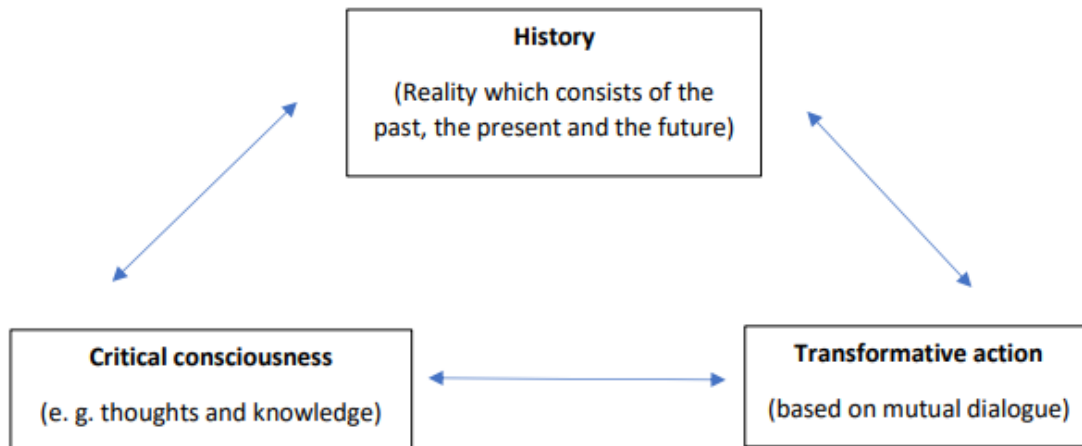 History
(Reality which consists of the
past, the present and the future)
Critical consciousness
(e. g. thoughts and knowledge)
Transformative action
(based on mutual dialogue)